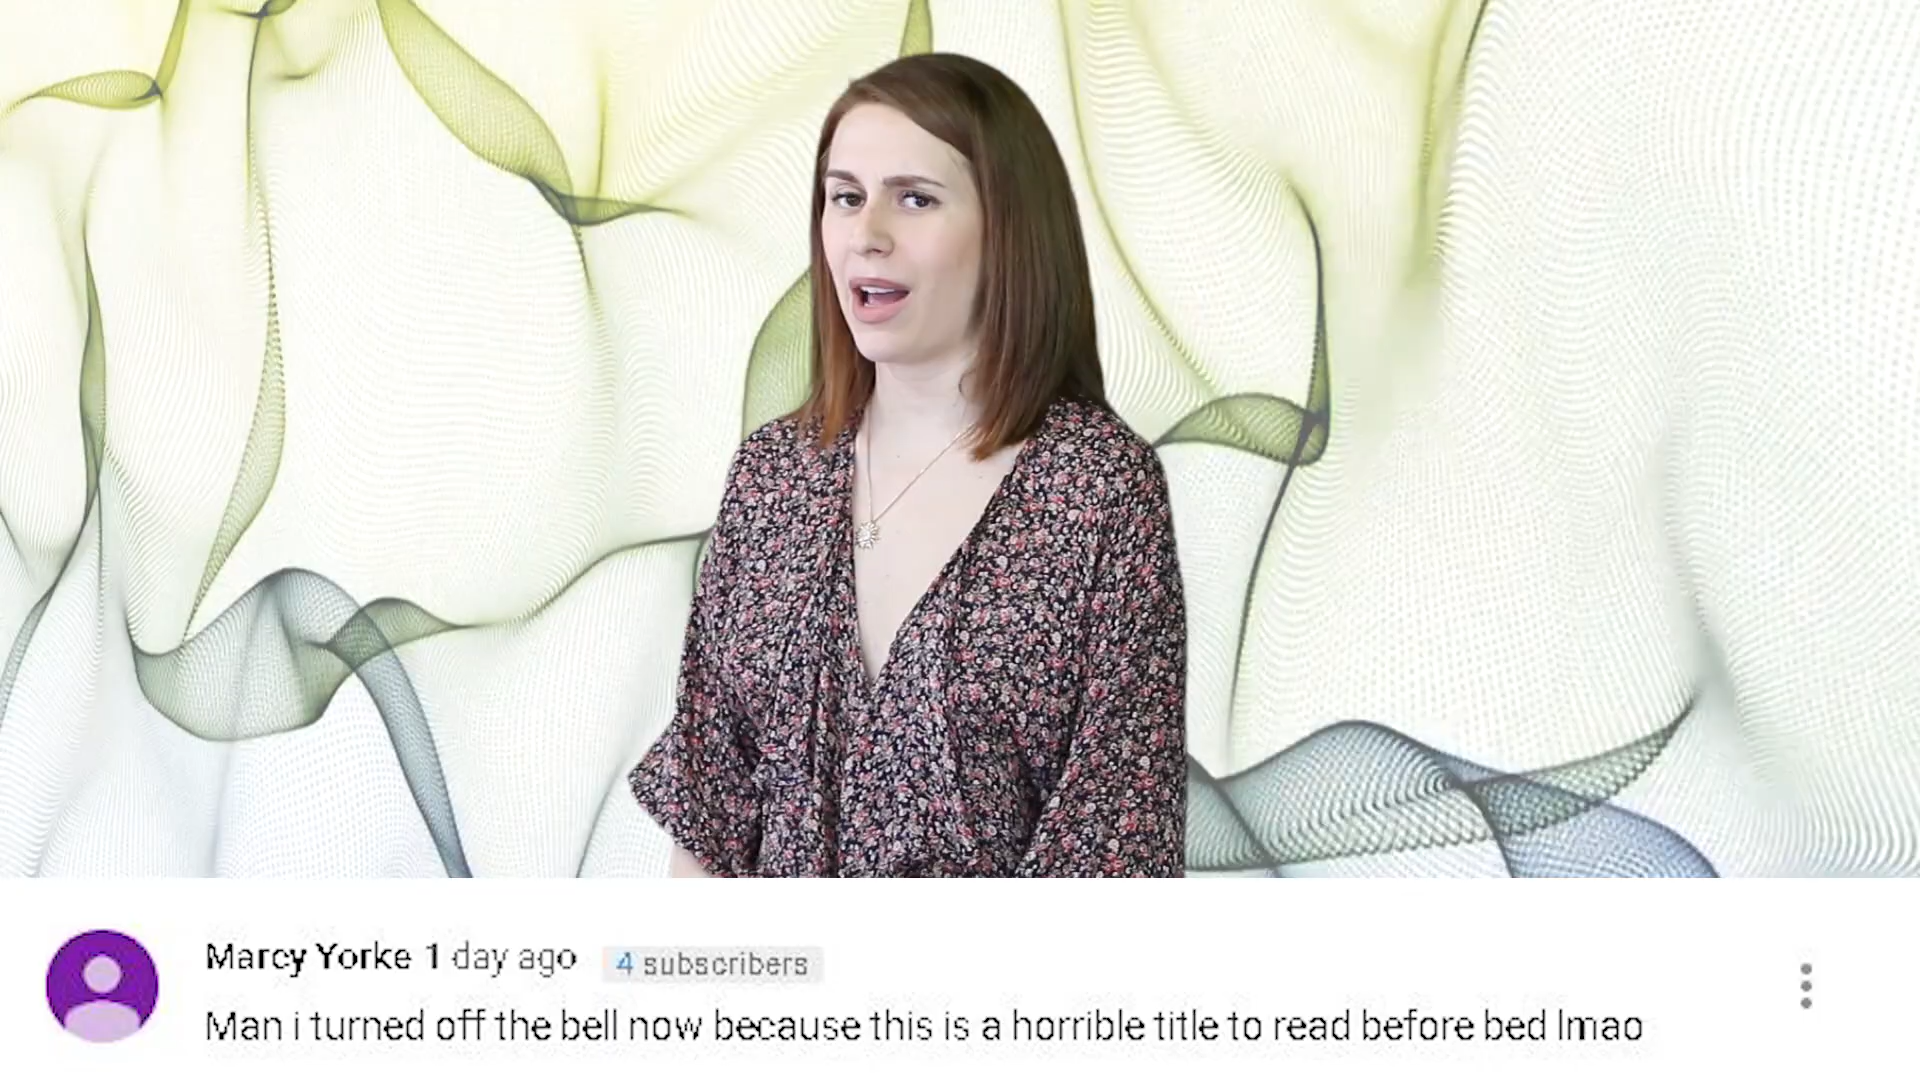 Marcy Yorke 1 day ago 4 subscribers
Man i turned off the bell now because this is a horrible title to read before bed lmao